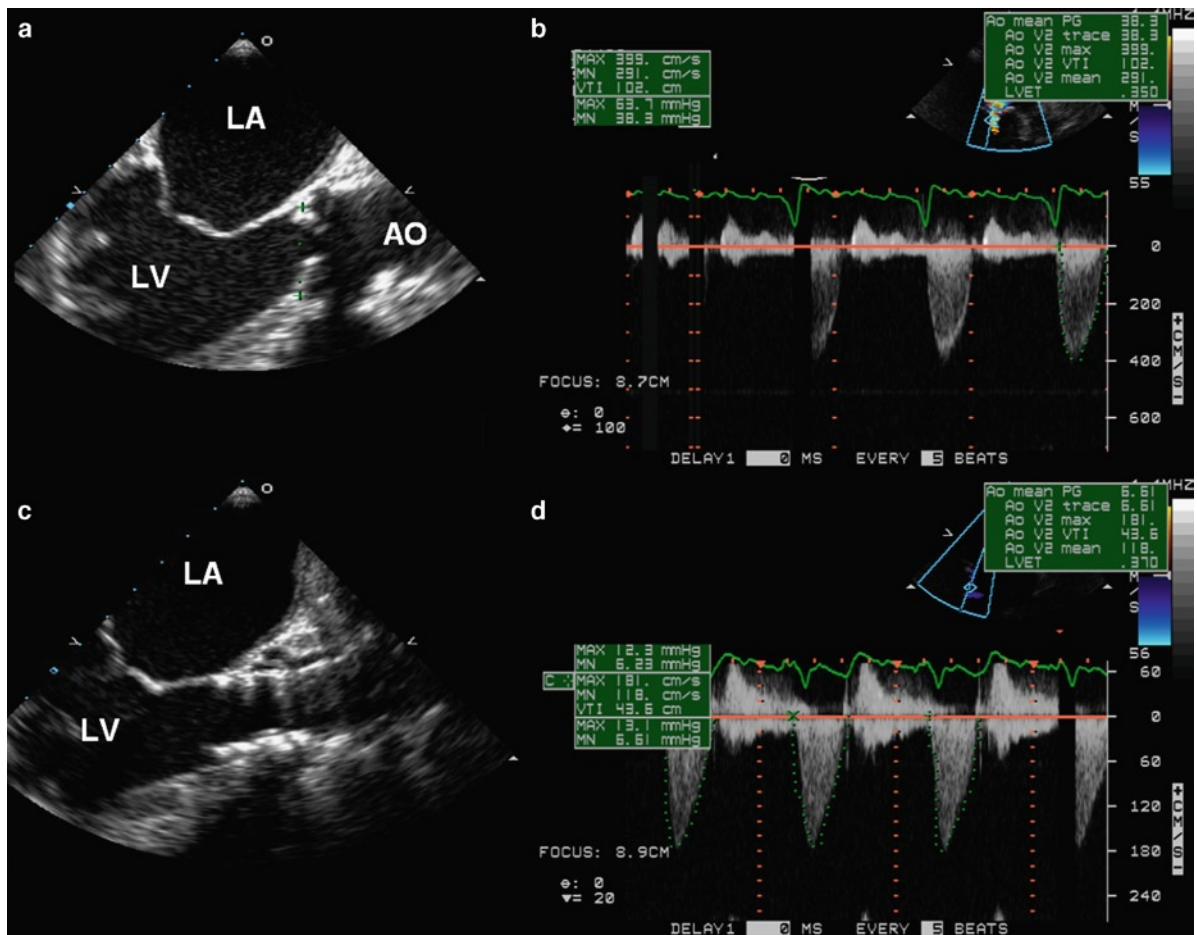 a
LA
AO
LV
b
MHZ
Ao mean PG 38.3
Ao V2 trace 38.3
Ao V2 max 399.
Ao V2 VTI 102.
Ao V2 mean 291.
LVET .350
MAX 399. cm/s
MN 291. cm/s
VTI 102. cm
MAX 63.7 mmHg
MN 38.3 mmHg
M
/
S
55
0
200
400
600
+CM/S-
FOCUS: 8.7CM
θ: 0
◆= 100
DELAY1 0 MS EVERY 5 BEATS
c
LA
LV
d
MHZ
Ao mean PG 6.61
Ao V2 trace 6.61
Ao V2 max 181.
Ao V2 VTI 43.6
Ao V2 mean 118.
LVET .370
M
/
S
56
MAX 12.3 mmHg
MN 6.23 mmHg
MAX 181. cm/s
MN 118. cm/s
VTI 43.6 cm
MAX 13.1 mmHg
MN 6.61 mmHg
C
60
0
60
120
180
240
+CM/S-
FOCUS: 8.9CM
θ: 0
▼= 20
DELAY1 0 MS EVERY 5 BEATS